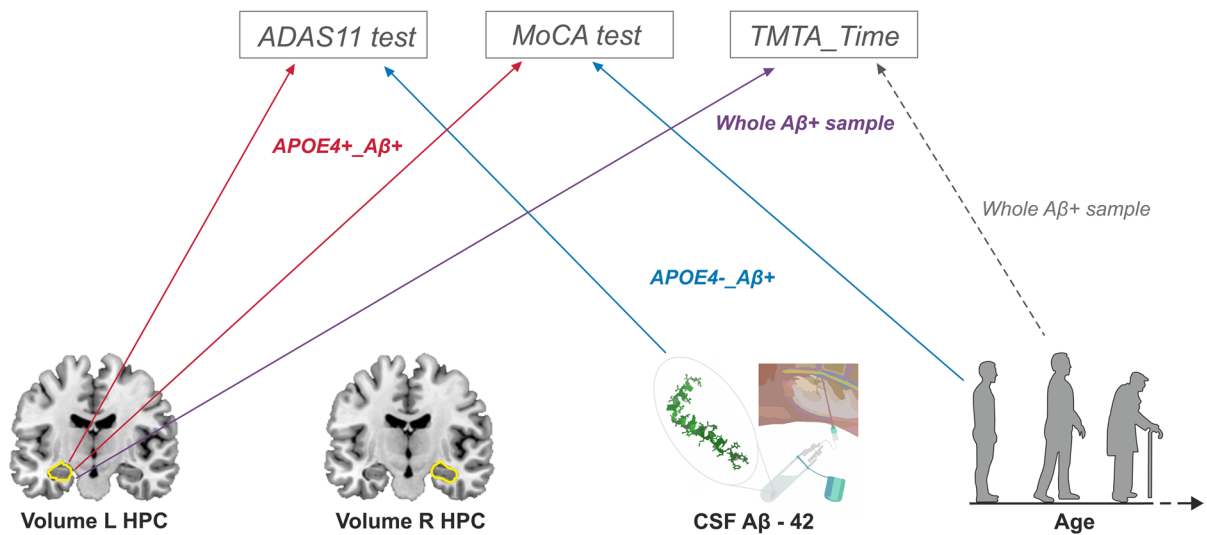 ADAS11 test
MoCA test
TMTA_Time
Whole Aβ+ sample
APOE4+_Aβ+
Whole Aβ+ sample
APOE4-_Aβ+
Volume L HPC
Volume R HPC
CSF Aβ - 42
Age